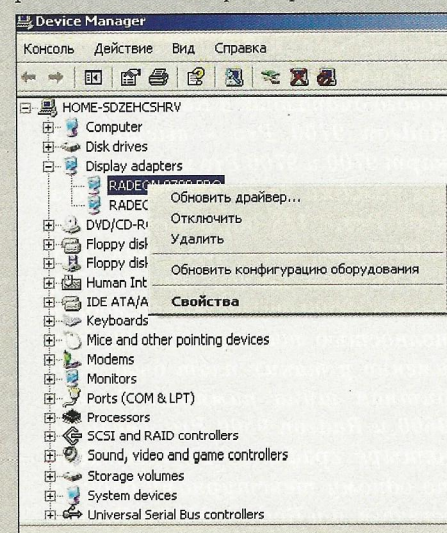 Device Manager
Консоль Действие Вид Справка
HOME-SDZEHCSHRV
Computer
Disk drives
Display adapters
RADEON 9700 PRO
RADEC
DVD/CD-R
Floppy disk
Floppy disk
Human Int
IDE ATA/A
Keyboards
Mice and other pointing devices
Modems
Monitors
Ports (COM & LPT)
Processors
SCSI and RAID controllers
Sound, video and game controllers
Storage volumes
System devices
Universal Serial Bus controllers
Обновить драйвер...
Отключить
Удалить
Обновить конфигурацию оборудования
Свойства